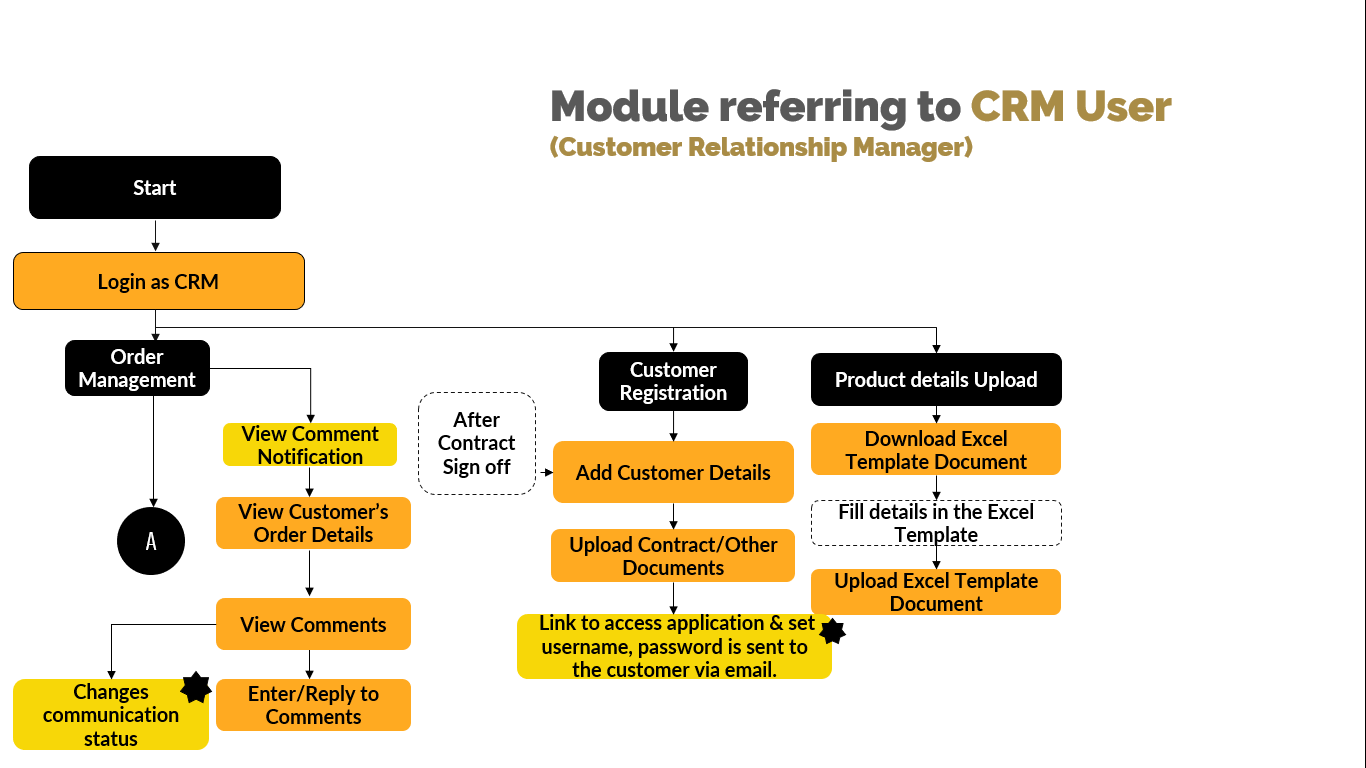 Module referring to CRM User
(Customer Relationship Manager)
Start
Login as CRM
Order
Management
View Comment
Notification
View Customer’s
Order Details
A
View Comments
Changes
communication
status
Enter/Reply to
Comments
After
Contract
Sign off
Customer
Registration
Add Customer Details
Upload Contract/Other
Documents
Link to access application & set
username, password is sent to
the customer via email.
Product details Upload
Download Excel
Template Document
Fill details in the Excel
Template
Upload Excel Template
Document